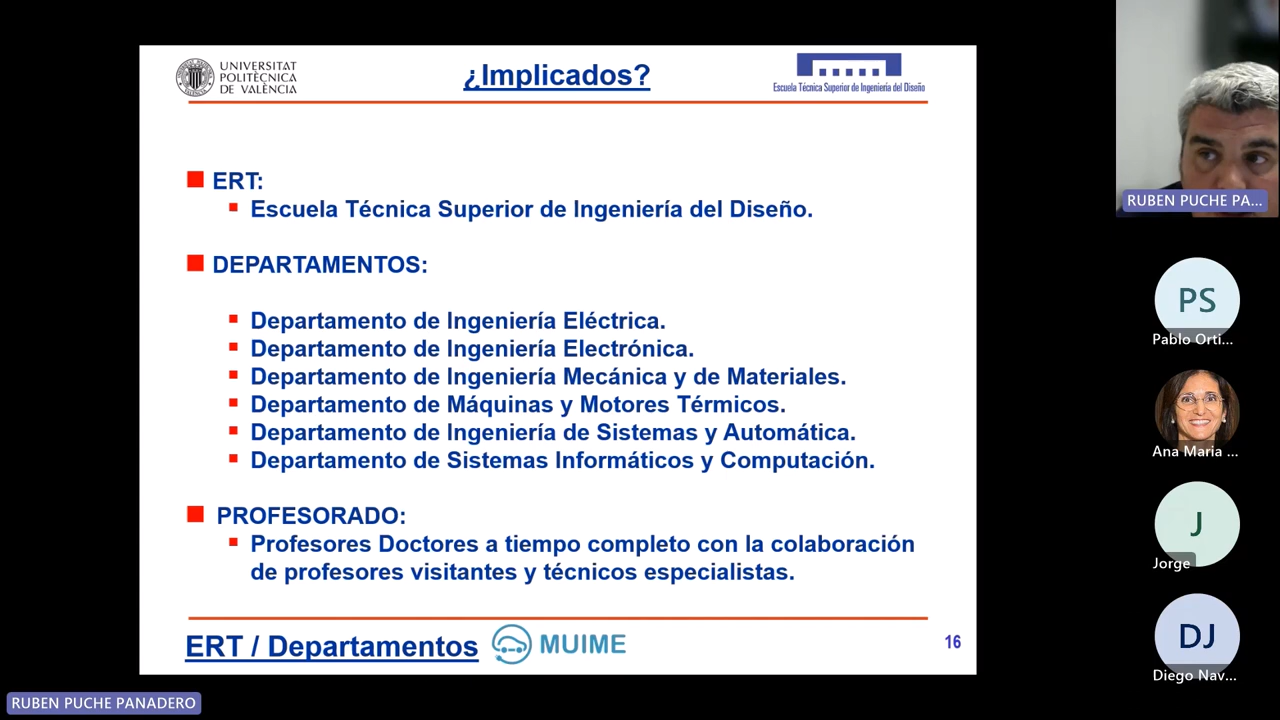 UNIVERSITAT
POLITÈCNICA
DE VALÈNCIA
¿Implicados?
Escuela Técnica Superior de Ingeniería del Diseño
ERT:
Escuela Técnica Superior de Ingeniería del Diseño.
DEPARTAMENTOS:
Departamento de Ingeniería Eléctrica.
Departamento de Ingeniería Electrónica.
Departamento de Ingeniería Mecánica y de Materiales.
Departamento de Máquinas y Motores Térmicos.
Departamento de Ingeniería de Sistemas y Automática.
Departamento de Sistemas Informáticos y Computación.
PROFESORADO:
Profesores Doctores a tiempo completo con la colaboración
de profesores visitantes y técnicos especialistas.
ERT / Departamentos
MUIME
16
RUBEN PUCHE PA...
PS
Pablo Orti...
Ana Maria ...
J
Jorge
DJ
Diego Nav...
RUBEN PUCHE PANADERO